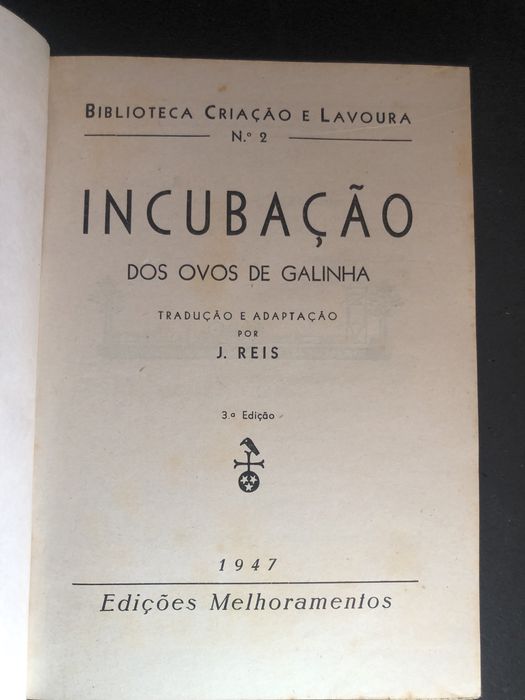 BIBLIOTECA CRIAÇÃO E LAVOURA
N.º 2
INCUBAÇÃO
DOS OVOS DE GALINHA
TRADUÇÃO E ADAPTAÇÃO
POR
J. REIS
3.ª Edição
1947
Edições Melhoramentos